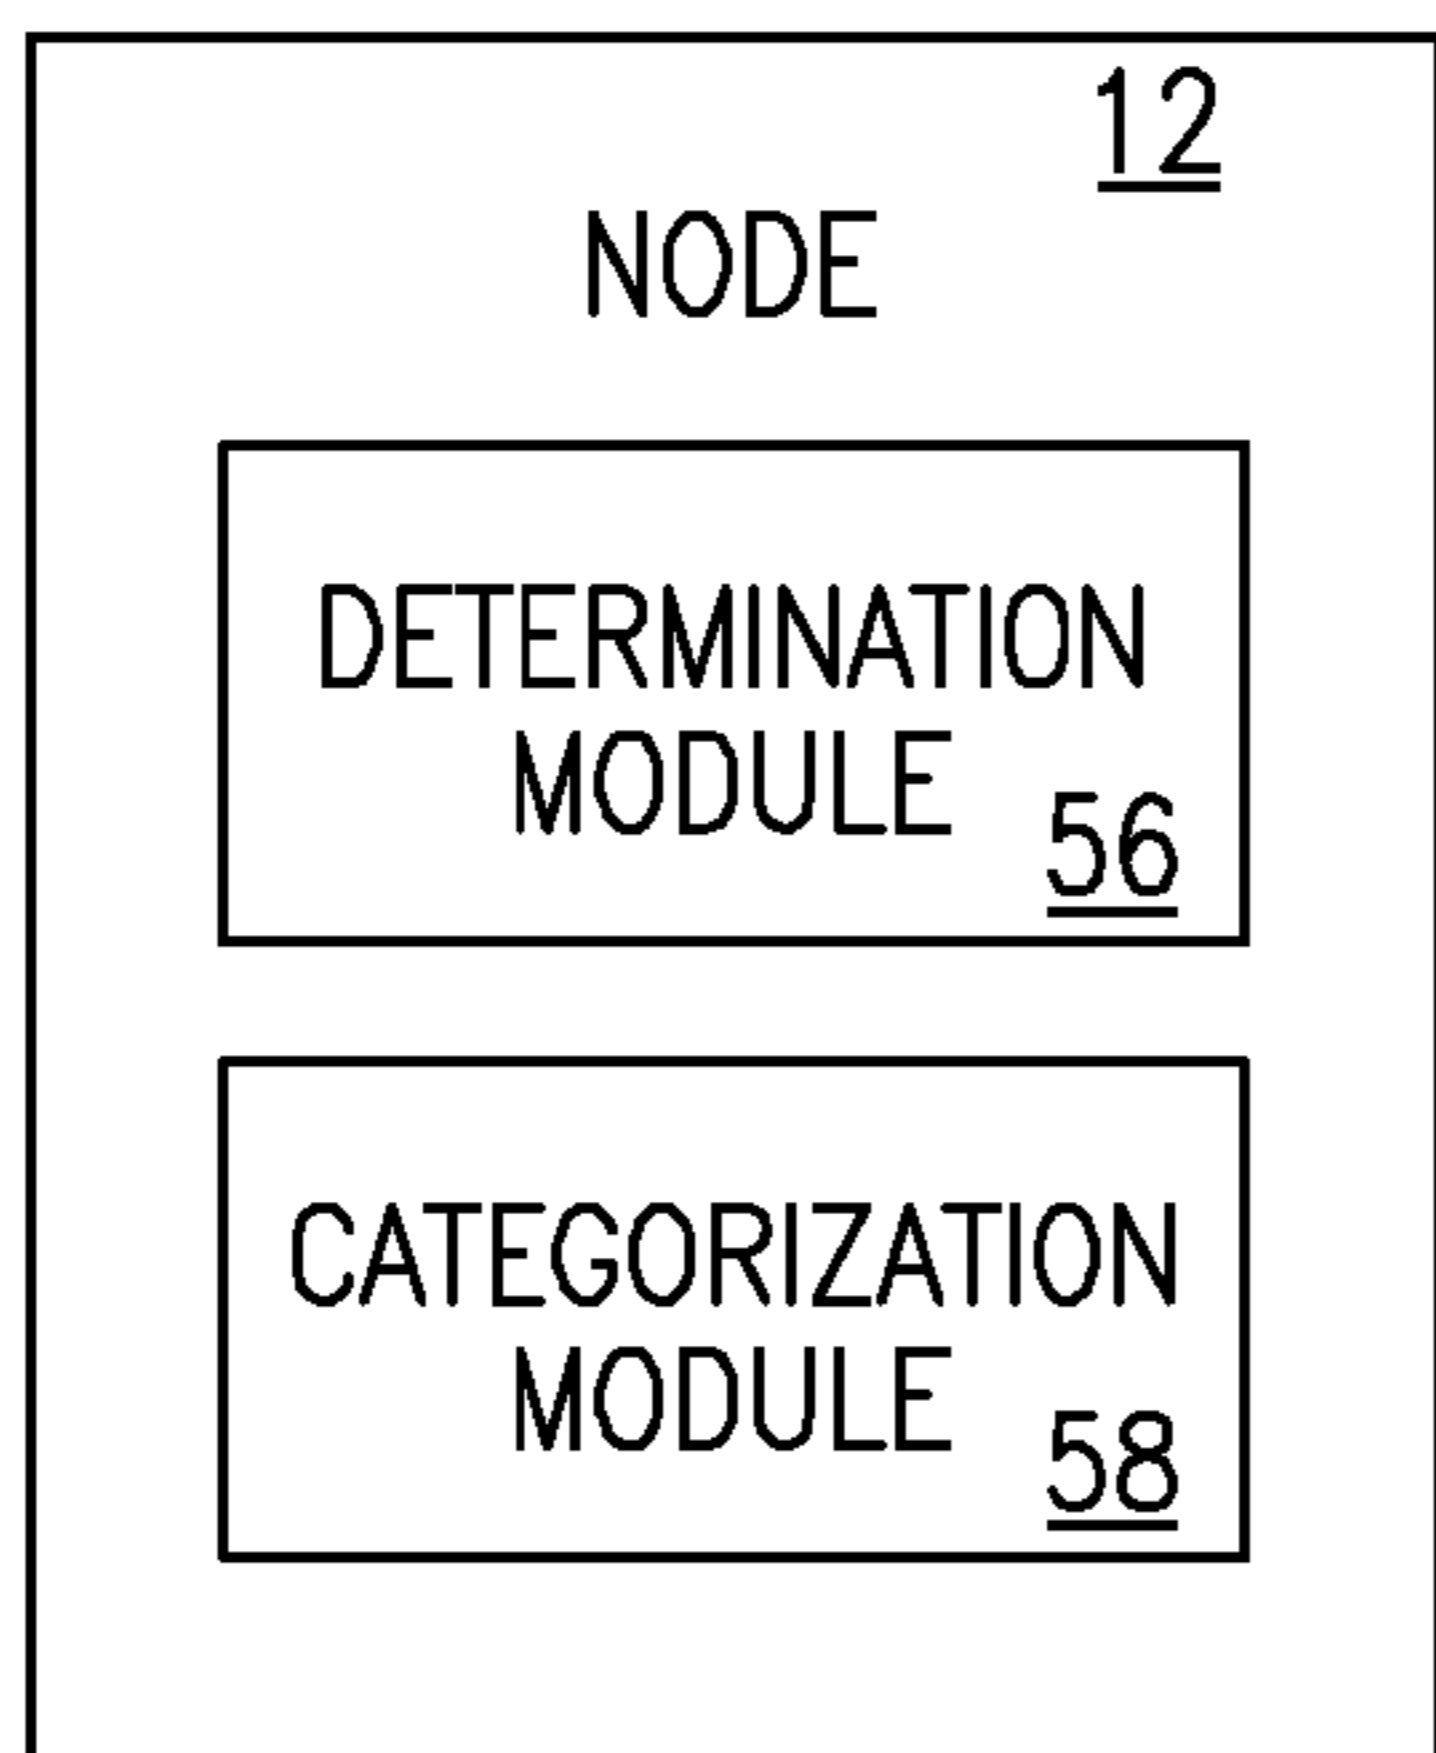 12
NODE
DETERMINATION
MODULE
56
CATEGORIZATION
MODULE
58